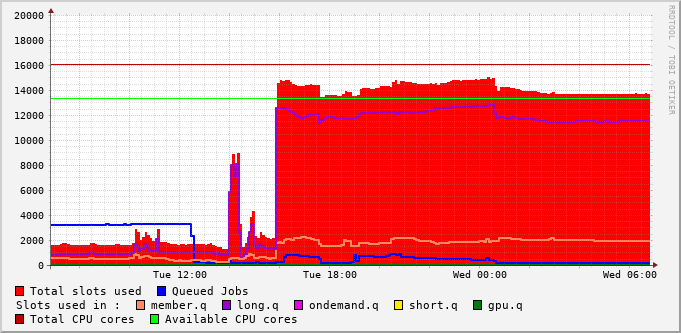 20000
18000
16000
14000
12000
10000
8000
6000
4000
2000
0
Tue 12:00 Tue 18:00 Wed 00:00 Wed 06:00
RRDTOOL / TOBI OETIKER
Total slots used Queued Jobs
Slots used in : member.q long.q ondemand.q short.q gpu.q
Total CPU cores Available CPU cores